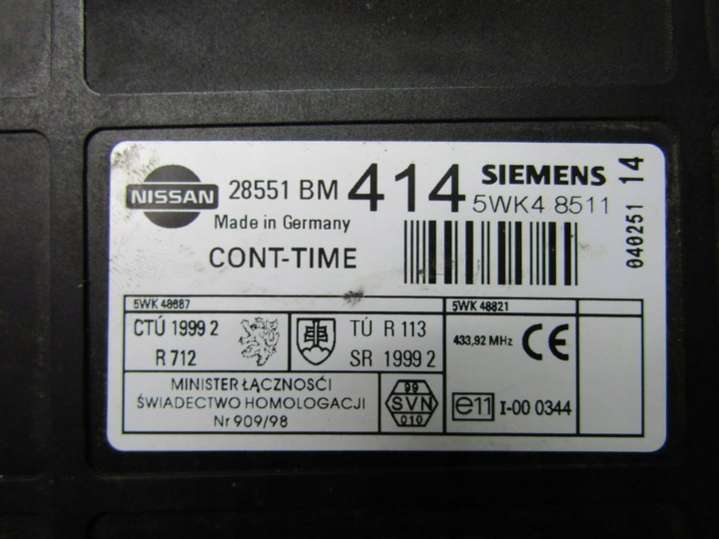 NISSAN 28551 BM 414 SIEMENS
5WK4 8511
Made in Germany
CONT-TIME
040251 14
5WK 48687
CTÚ 1999 2
R 712
TÚ R 113
SR 1999 2
MINISTER ŁĄCZNOŚĆI
ŚWIADECTWO HOMOLOGACJI
Nr 909/98
99
SVN
010
5WK 48821
433,92 MHz CE
e11 I-00 0344